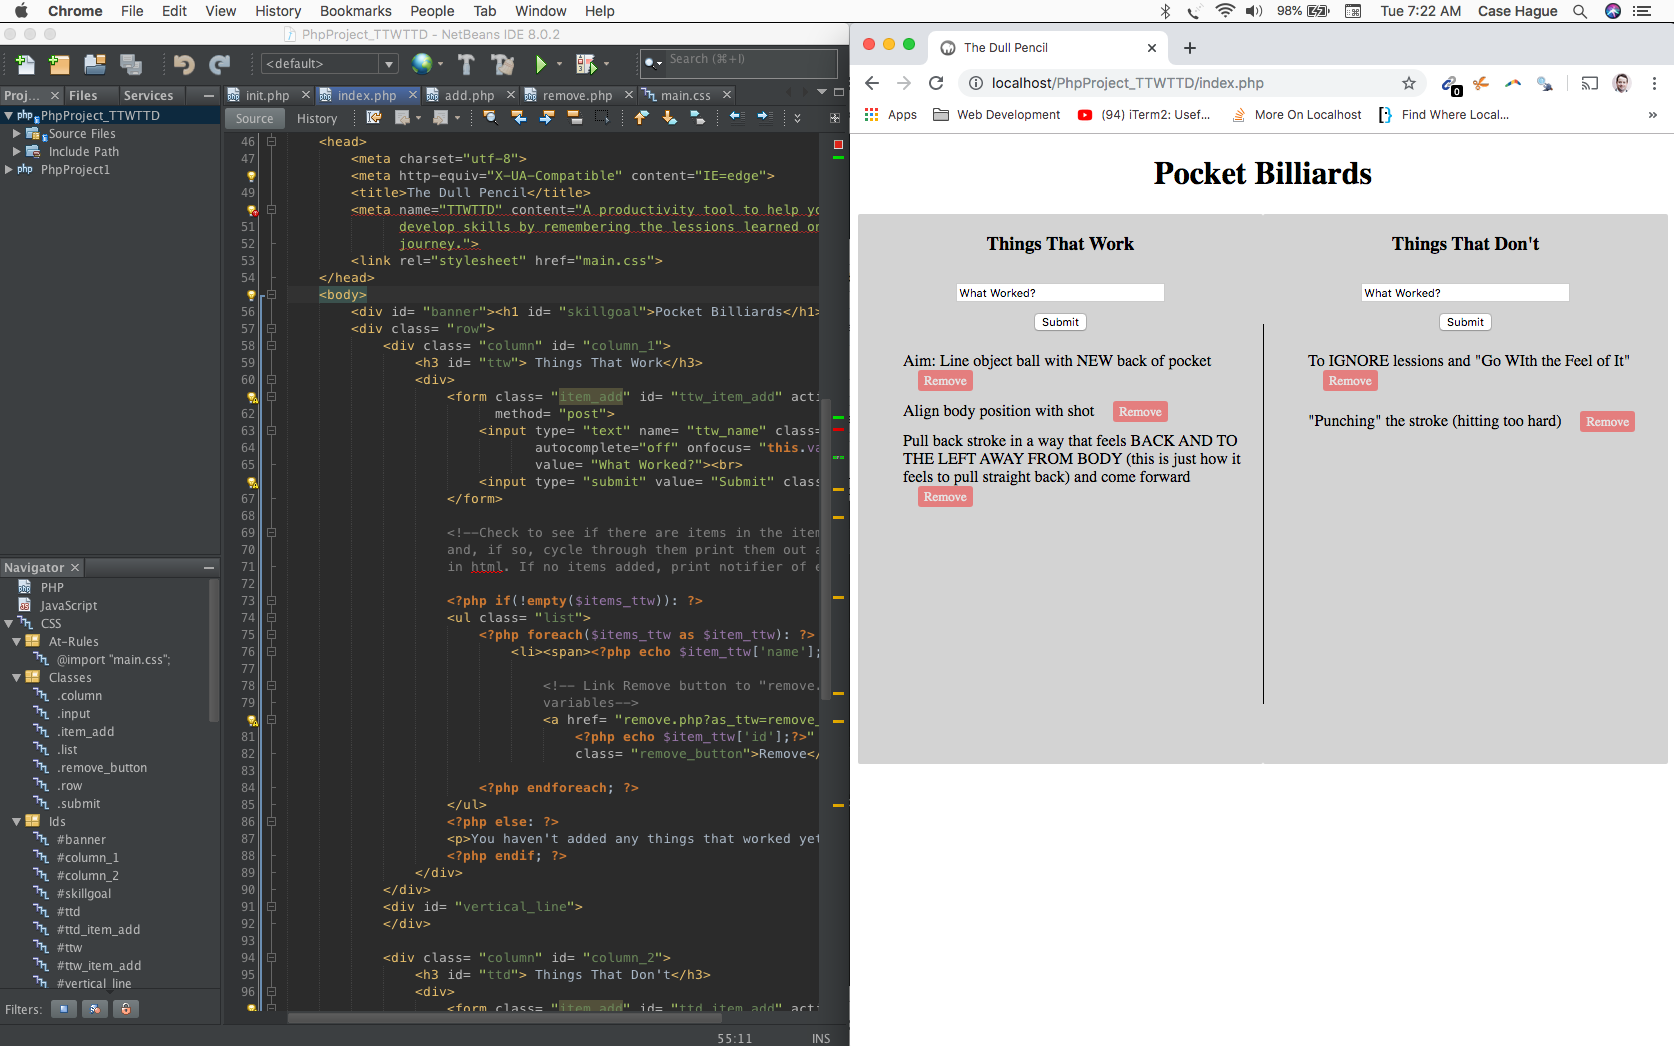 Chrome File Edit View History Bookmarks People Tab Window Help 98% Tue 7:22 AM Case Hague
PhpProject_TTWTTD - NetBeans IDE 8.0.2
<default> Search (⌘+I)
Proj... Files Services
PhpProject_TTWTTD
Source Files
Include Path
PhpProject1
Navigator
PHP
JavaScript
CSS
At-Rules
@import "main.css";
Classes
.column
.input
.item_add
.list
.remove_button
.row
.submit
Ids
#banner
#column_1
#column_2
#skillgoal
#ttd
#ttd_item_add
#ttw
#ttw_item_add
#vertical_line
Filters:
init.php index.php add.php remove.php main.css
Source History
46 <head>
47 <meta charset="utf-8">
<meta http-equiv="X-UA-Compatible" content="IE=edge">
49 <title>The Dull Pencil</title>
<meta name="TTWTTD" content="A productivity tool to help yo
51 develop skills by remembering the lessions learned on
52 journey.">
53 <link rel="stylesheet" href="main.css">
54 </head>
<body>
56 <div id= "banner"><h1 id= "skillgoal">Pocket Billiards</h1>
57 <div class= "row">
58 <div class= "column" id= "column_1">
59 <h3 id= "ttw"> Things That Work</h3>
60 <div>
<form class= "item_add" id= "ttw_item_add" acti
62 method= "post">
63 <input type= "text" name= "ttw_name" class=
64 autocomplete="off" onfocus= "this.va
65 value= "What Worked?"><br>
<input type= "submit" value= "Submit" class
67 </form>
68
69 <!--Check to see if there are items in the item
70 and, if so, cycle through them print them out a
71 in html. If no items added, print notifier of e
72
73 <?php if(!empty($items_ttw)): ?>
74 <ul class= "list">
75 <?php foreach($items_ttw as $item_ttw): ?>
76 <li><span><?php echo $item_ttw['name'];
77
78 <!-- Link Remove button to "remove.
79 variables-->
<a href= "remove.php?as_ttw=remove_
81 <?php echo $item_ttw['id'];?>"
82 class= "remove_button">Remove</
83
84 <?php endforeach; ?>
85 </ul>
86 <?php else: ?>
87 <p>You haven't added any things that worked yet
88 <?php endif; ?>
89 </div>
90 </div>
91 <div id= "vertical_line">
92 </div>
93
94 <div class= "column" id= "column_2">
95 <h3 id= "ttd"> Things That Don't</h3>
96 <div>
<form class= "item_add" id= "ttd_item_add" acti
55:11 INS
The Dull Pencil
localhost/PhpProject_TTWTTD/index.php 0
Apps Web Development (94) iTerm2: Usef... More On Localhost Find Where Local... »
Pocket Billiards
Things That Work
What Worked?
Submit
Aim: Line object ball with NEW back of pocket
Remove
Align body position with shot Remove
Pull back stroke in a way that feels BACK AND TO
THE LEFT AWAY FROM BODY (this is just how it
feels to pull straight back) and come forward
Remove
Things That Don't
What Worked?
Submit
To IGNORE lessions and "Go WIth the Feel of It"
Remove
"Punching" the stroke (hitting too hard) Remove